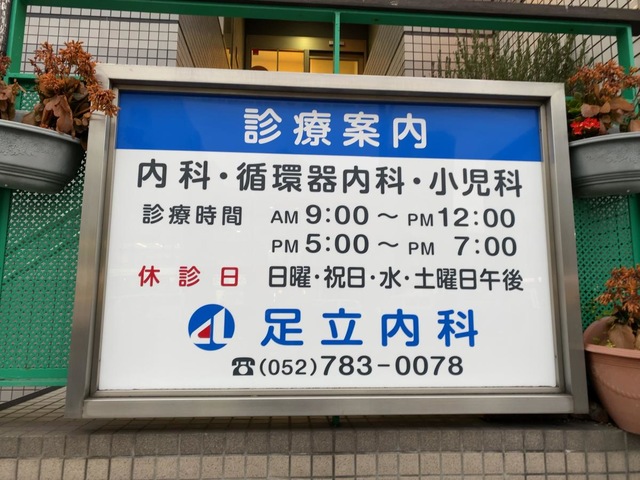 診療案内
内科・循環器内科・小児科
診療時間 AM 9:00 ～ PM 12:00
PM 5:00 ～ PM 7:00
休診日 日曜・祝日・水・土曜日午後
足立内科
☎(052)783-0078